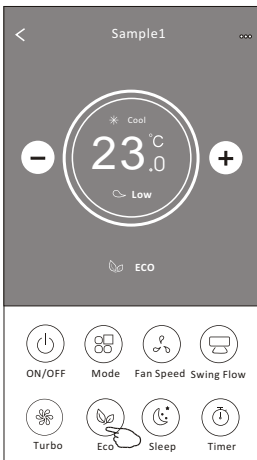 Sample1
Cool
23.0°C
Low
ECO
ON/OFF Mode Fan Speed Swing Flow
Turbo Eco Sleep Timer